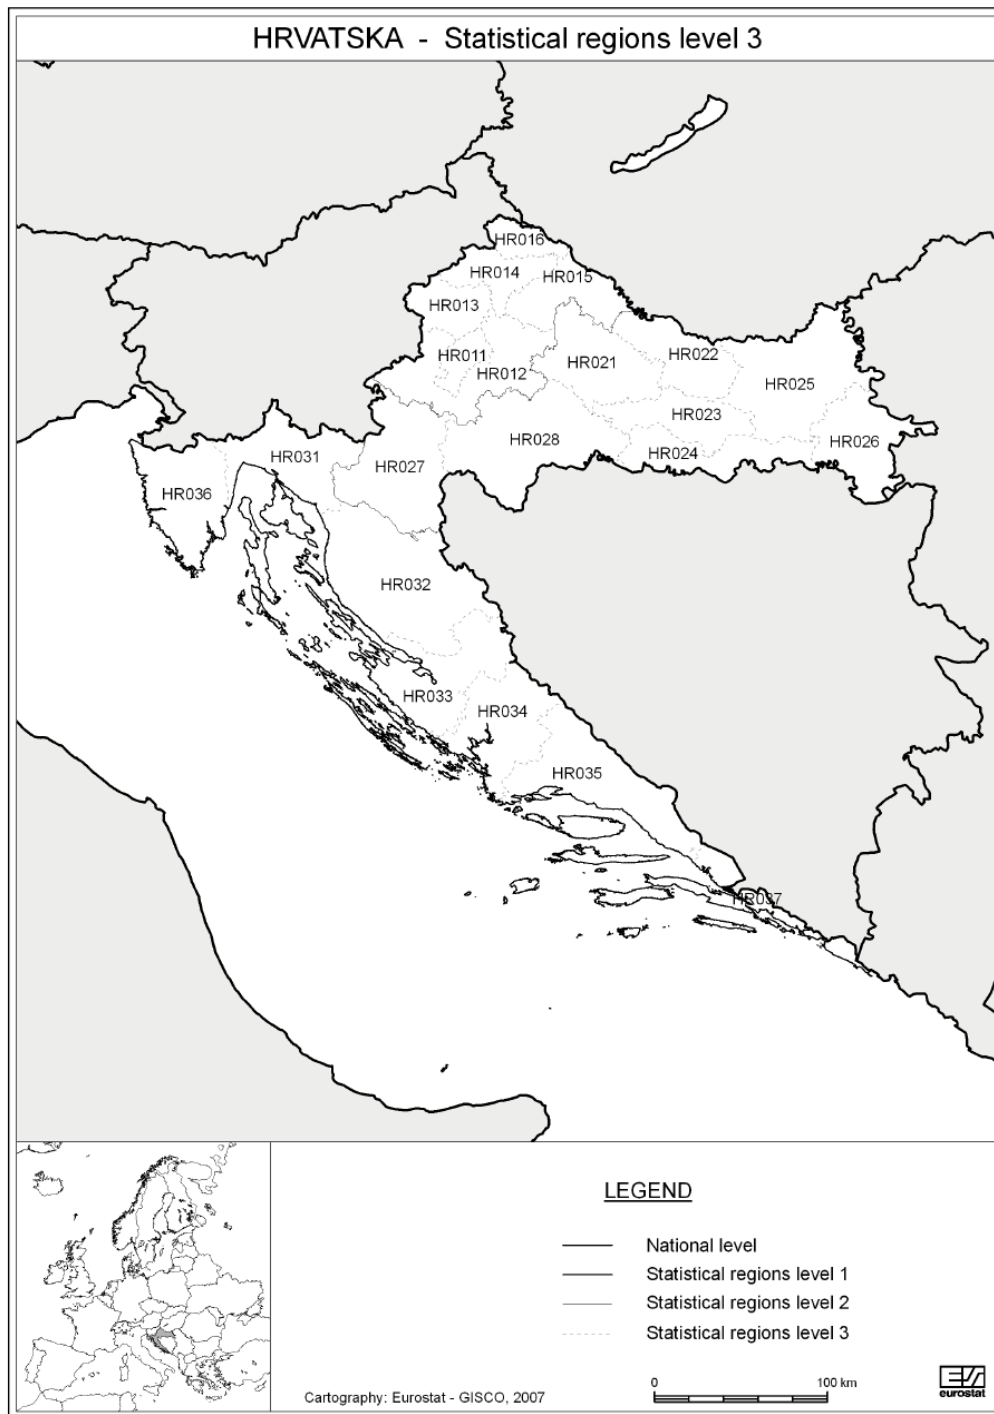 HRVATSKA - Statistical regions level 3
HR016
HR014
HR015
HR013
HR011
HR012
HR021
HR022
HR025
HR023
HR028
HR024
HR026
HR031
HR027
HR036
HR032
HR033
HR034
HR035
HR037
LEGEND
National level
Statistical regions level 1
Statistical regions level 2
Statistical regions level 3
Cartography: Eurostat - GISCO, 2007
0 100 km
eurostat